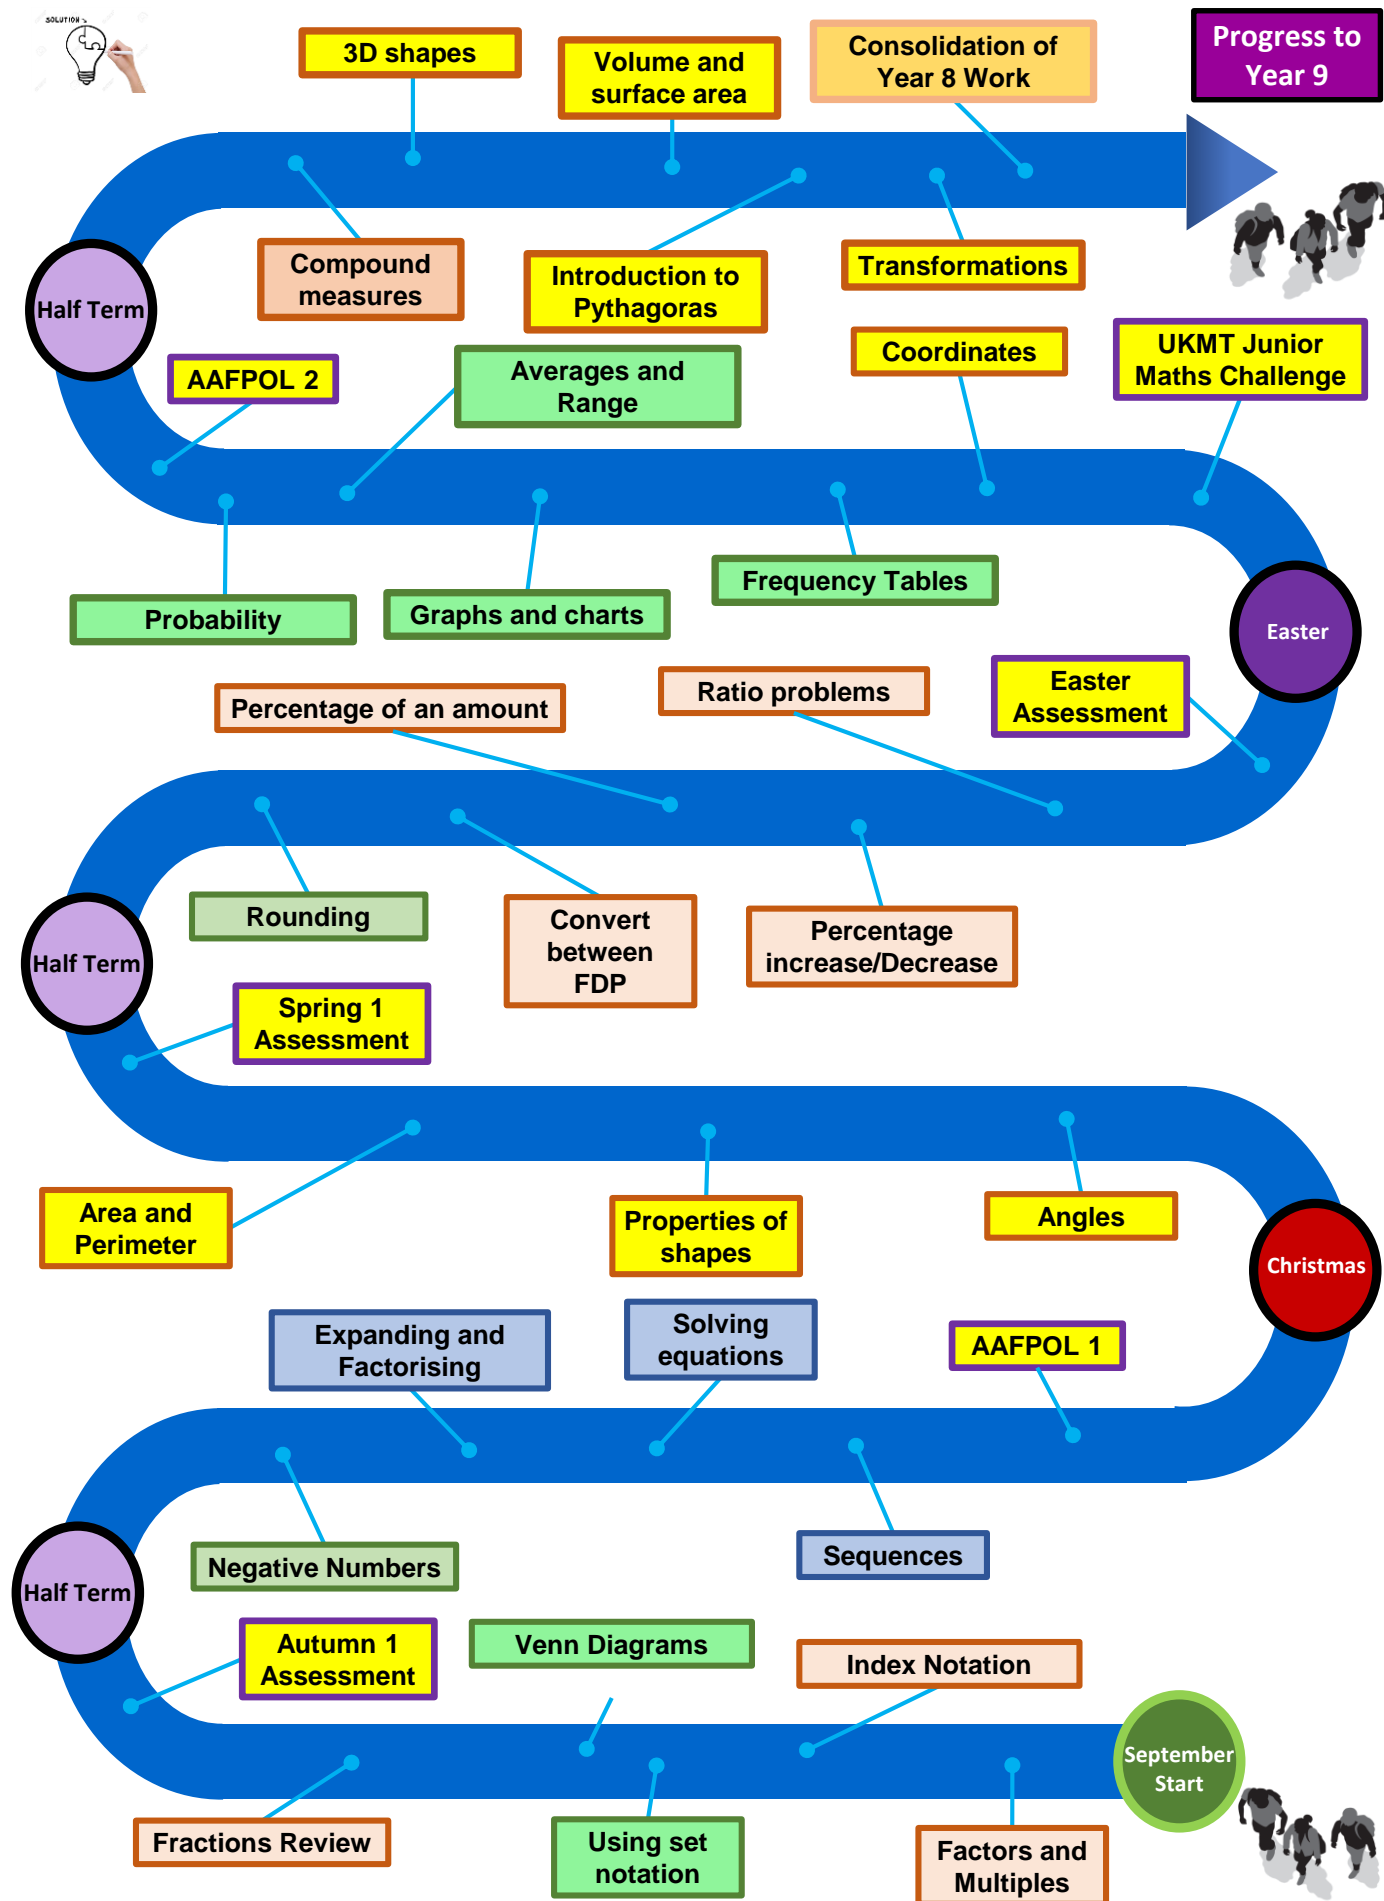 SOLUTION
3D shapes
Volume and
surface area
Consolidation of
Year 8 Work
Progress to
Year 9
Compound
measures
Introduction to
Pythagoras
Transformations
Half Term
AAFPOL 2
Averages and
Range
Coordinates
UKMT Junior
Maths Challenge
Probability
Graphs and charts
Frequency Tables
Easter
Percentage of an amount
Ratio problems
Easter
Assessment
Rounding
Convert
between
FDP
Percentage
increase/Decrease
Half Term
Spring 1
Assessment
Area and
Perimeter
Properties of
shapes
Angles
Christmas
Expanding and
Factorising
Solving
equations
AAFPOL 1
Negative Numbers
Sequences
Half Term
Autumn 1
Assessment
Venn Diagrams
Index Notation
September
Start
Fractions Review
Using set
notation
Factors and
Multiples